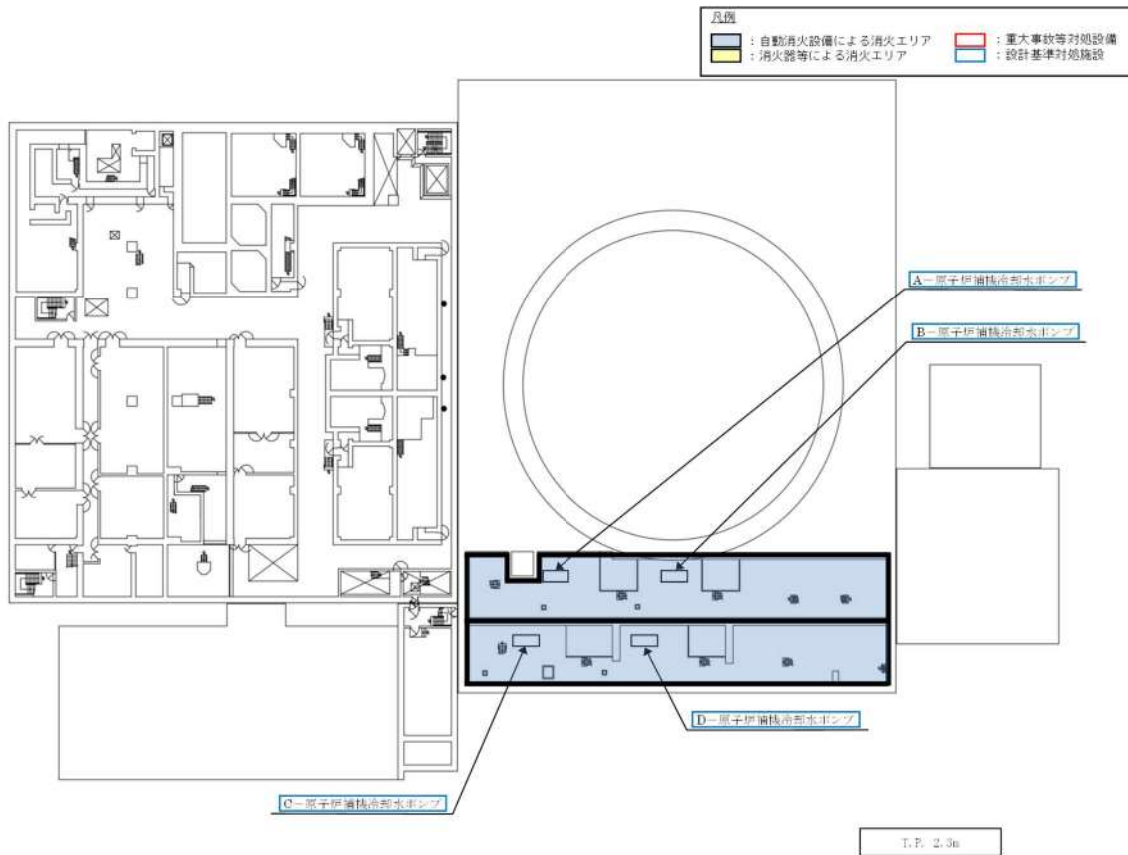 凡例
：自動消火設備による消火エリア
：重大事故等対処設備
：消火器等による消火エリア
：設計基準対処施設
A－原子炉補機冷却水ポンプ
B－原子炉補機冷却水ポンプ
D－原子炉補機冷却水ポンプ
C－原子炉補機冷却水ポンプ
T.P. 2.3m